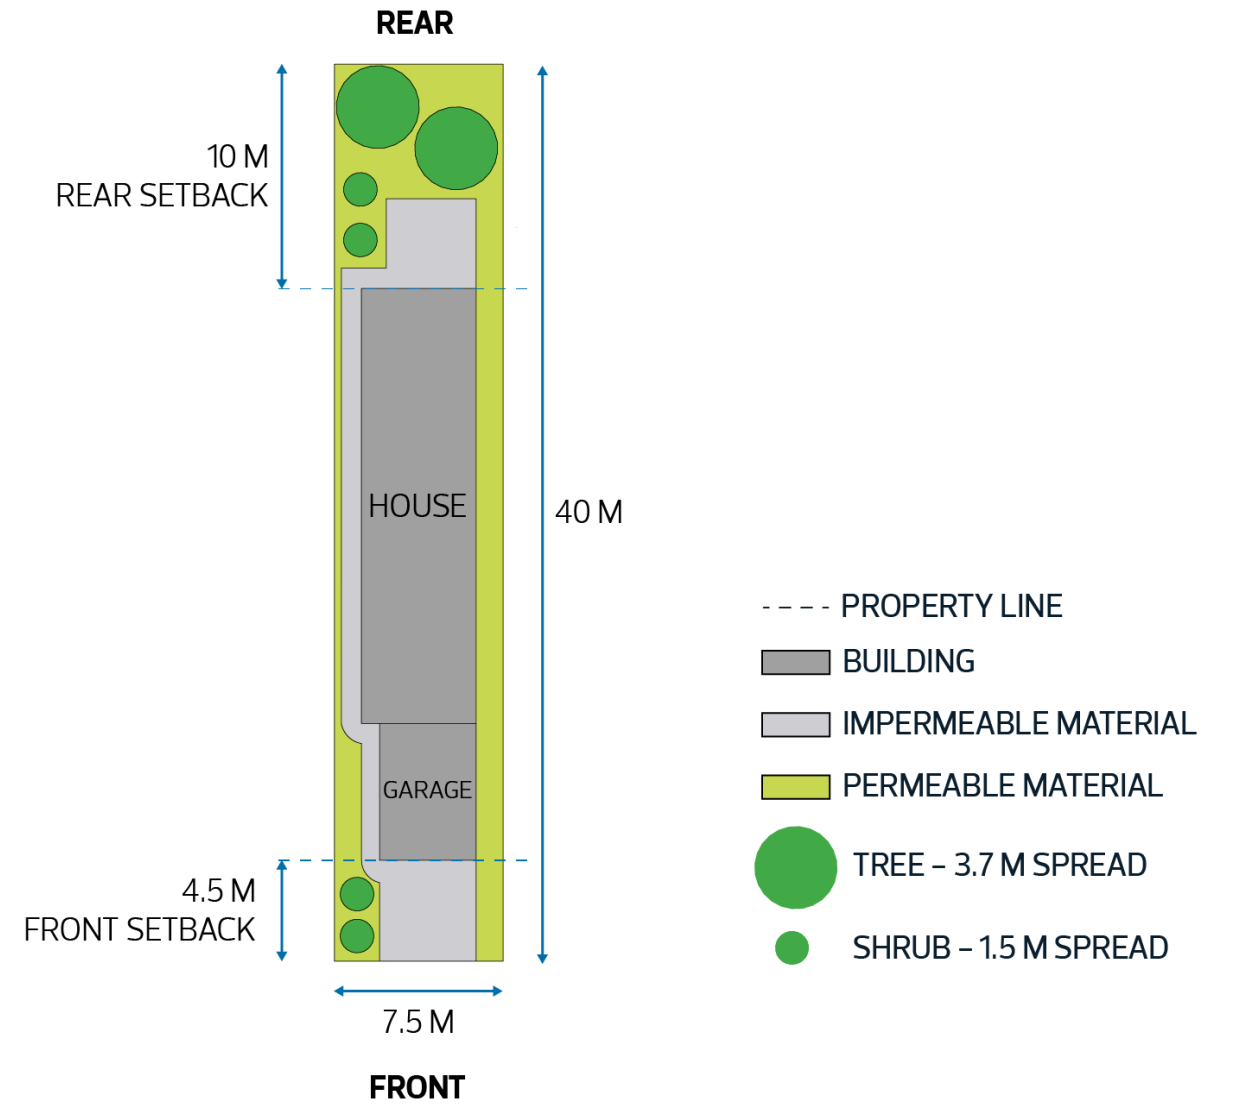 REAR
10 M
REAR SETBACK
HOUSE
40 M
GARAGE
4.5 M
FRONT SETBACK
7.5 M
FRONT
PROPERTY LINE
BUILDING
IMPERMEABLE MATERIAL
PERMEABLE MATERIAL
TREE – 3.7 M SPREAD
SHRUB – 1.5 M SPREAD